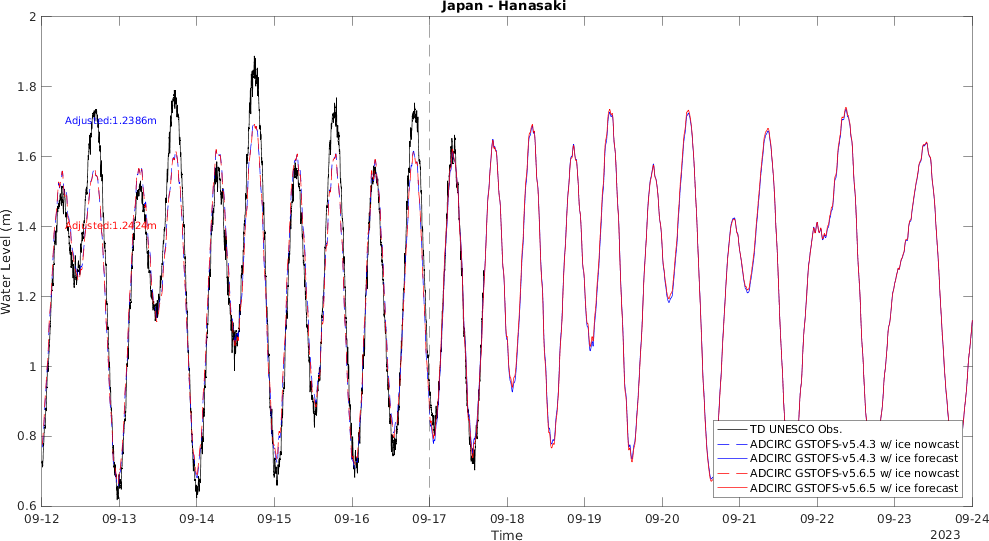 Japan - Hanasaki
2
1.8
1.6
1.4
1.2
1
0.8
0.6
Water Level (m)
Adjusted:1.2386m
Adjusted:1.2424m
TD UNESCO Obs.
ADCIRC GSTOFS-v5.4.3 w/ ice nowcast
ADCIRC GSTOFS-v5.4.3 w/ ice forecast
ADCIRC GSTOFS-v5.6.5 w/ ice nowcast
ADCIRC GSTOFS-v5.6.5 w/ ice forecast
09-12 09-13 09-14 09-15 09-16 09-17 09-18 09-19 09-20 09-21 09-22 09-23 09-24
Time
2023